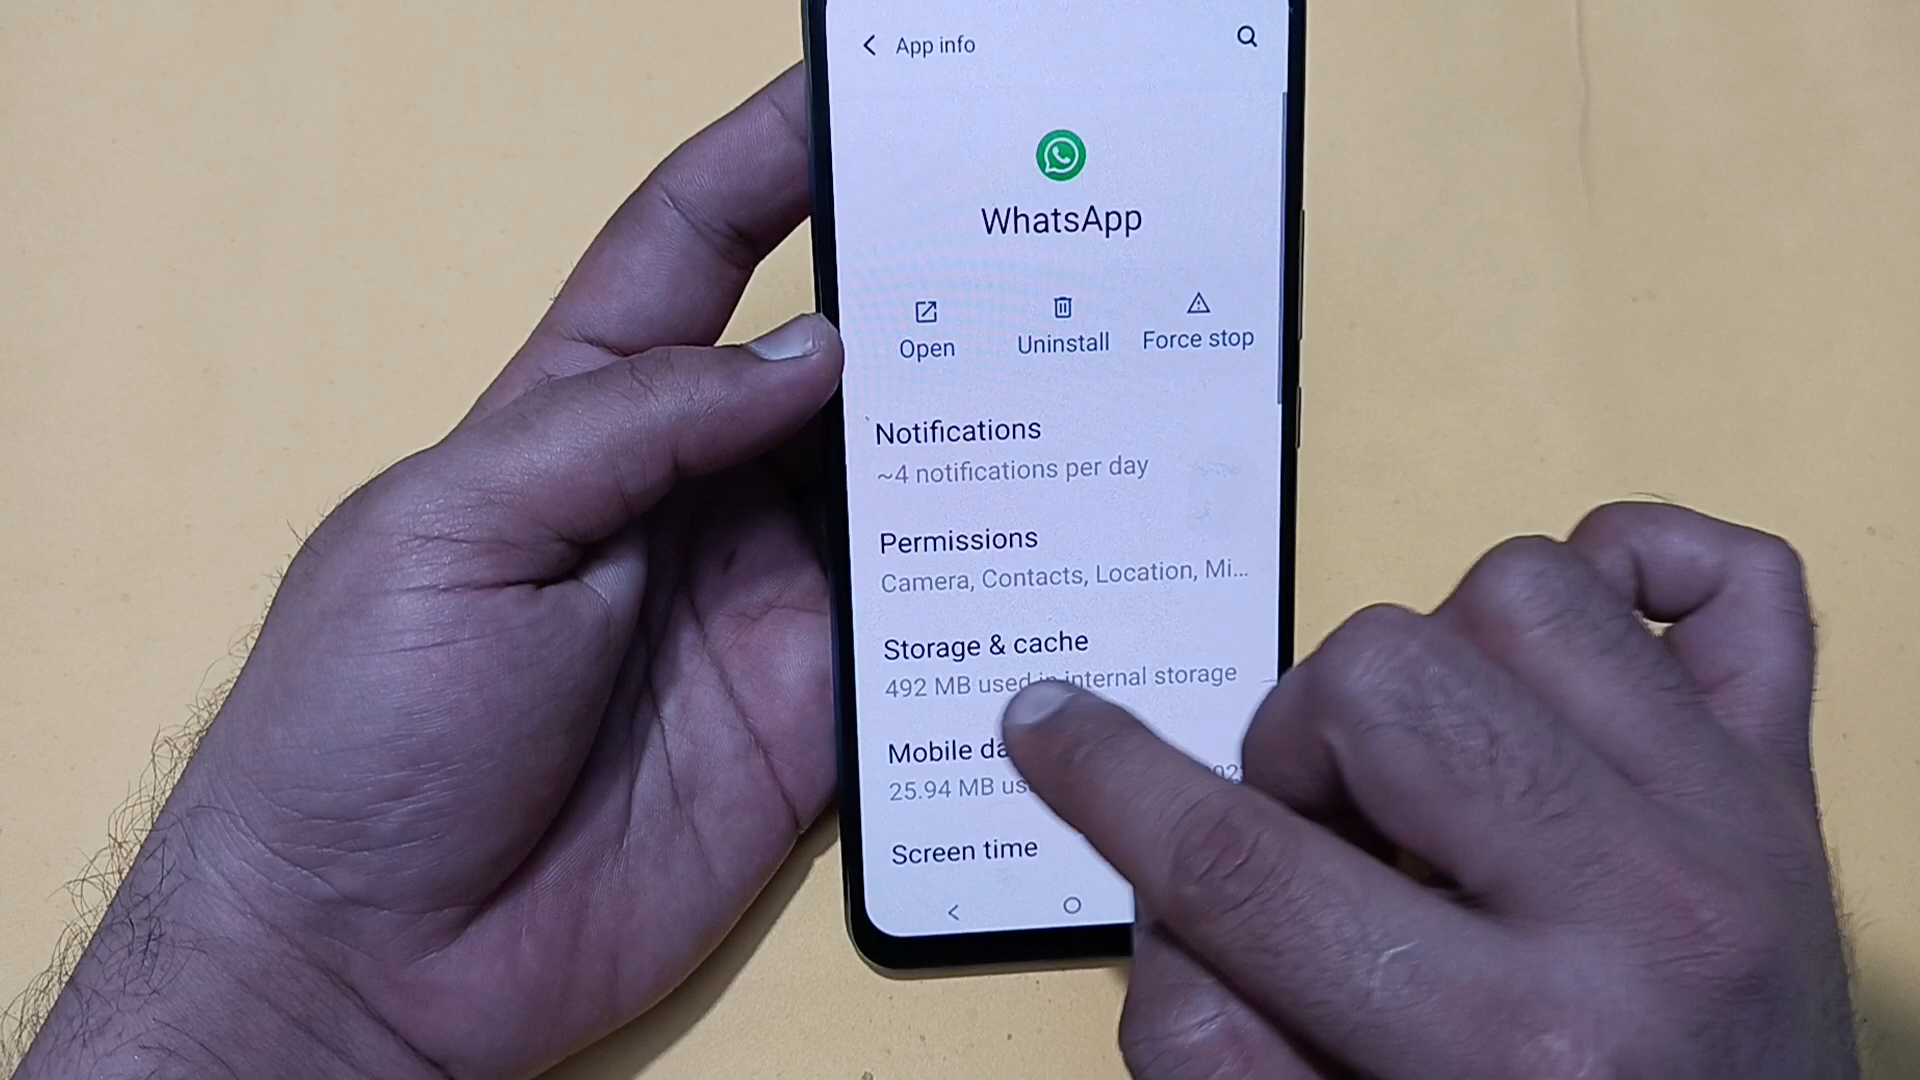 App info
WhatsApp
Open
Uninstall
Force stop
Notifications
~4 notifications per day
Permissions
Camera, Contacts, Location, Mi...
Storage & cache
492 MB used in internal storage
Mobile da
25.94 MB us
Screen time